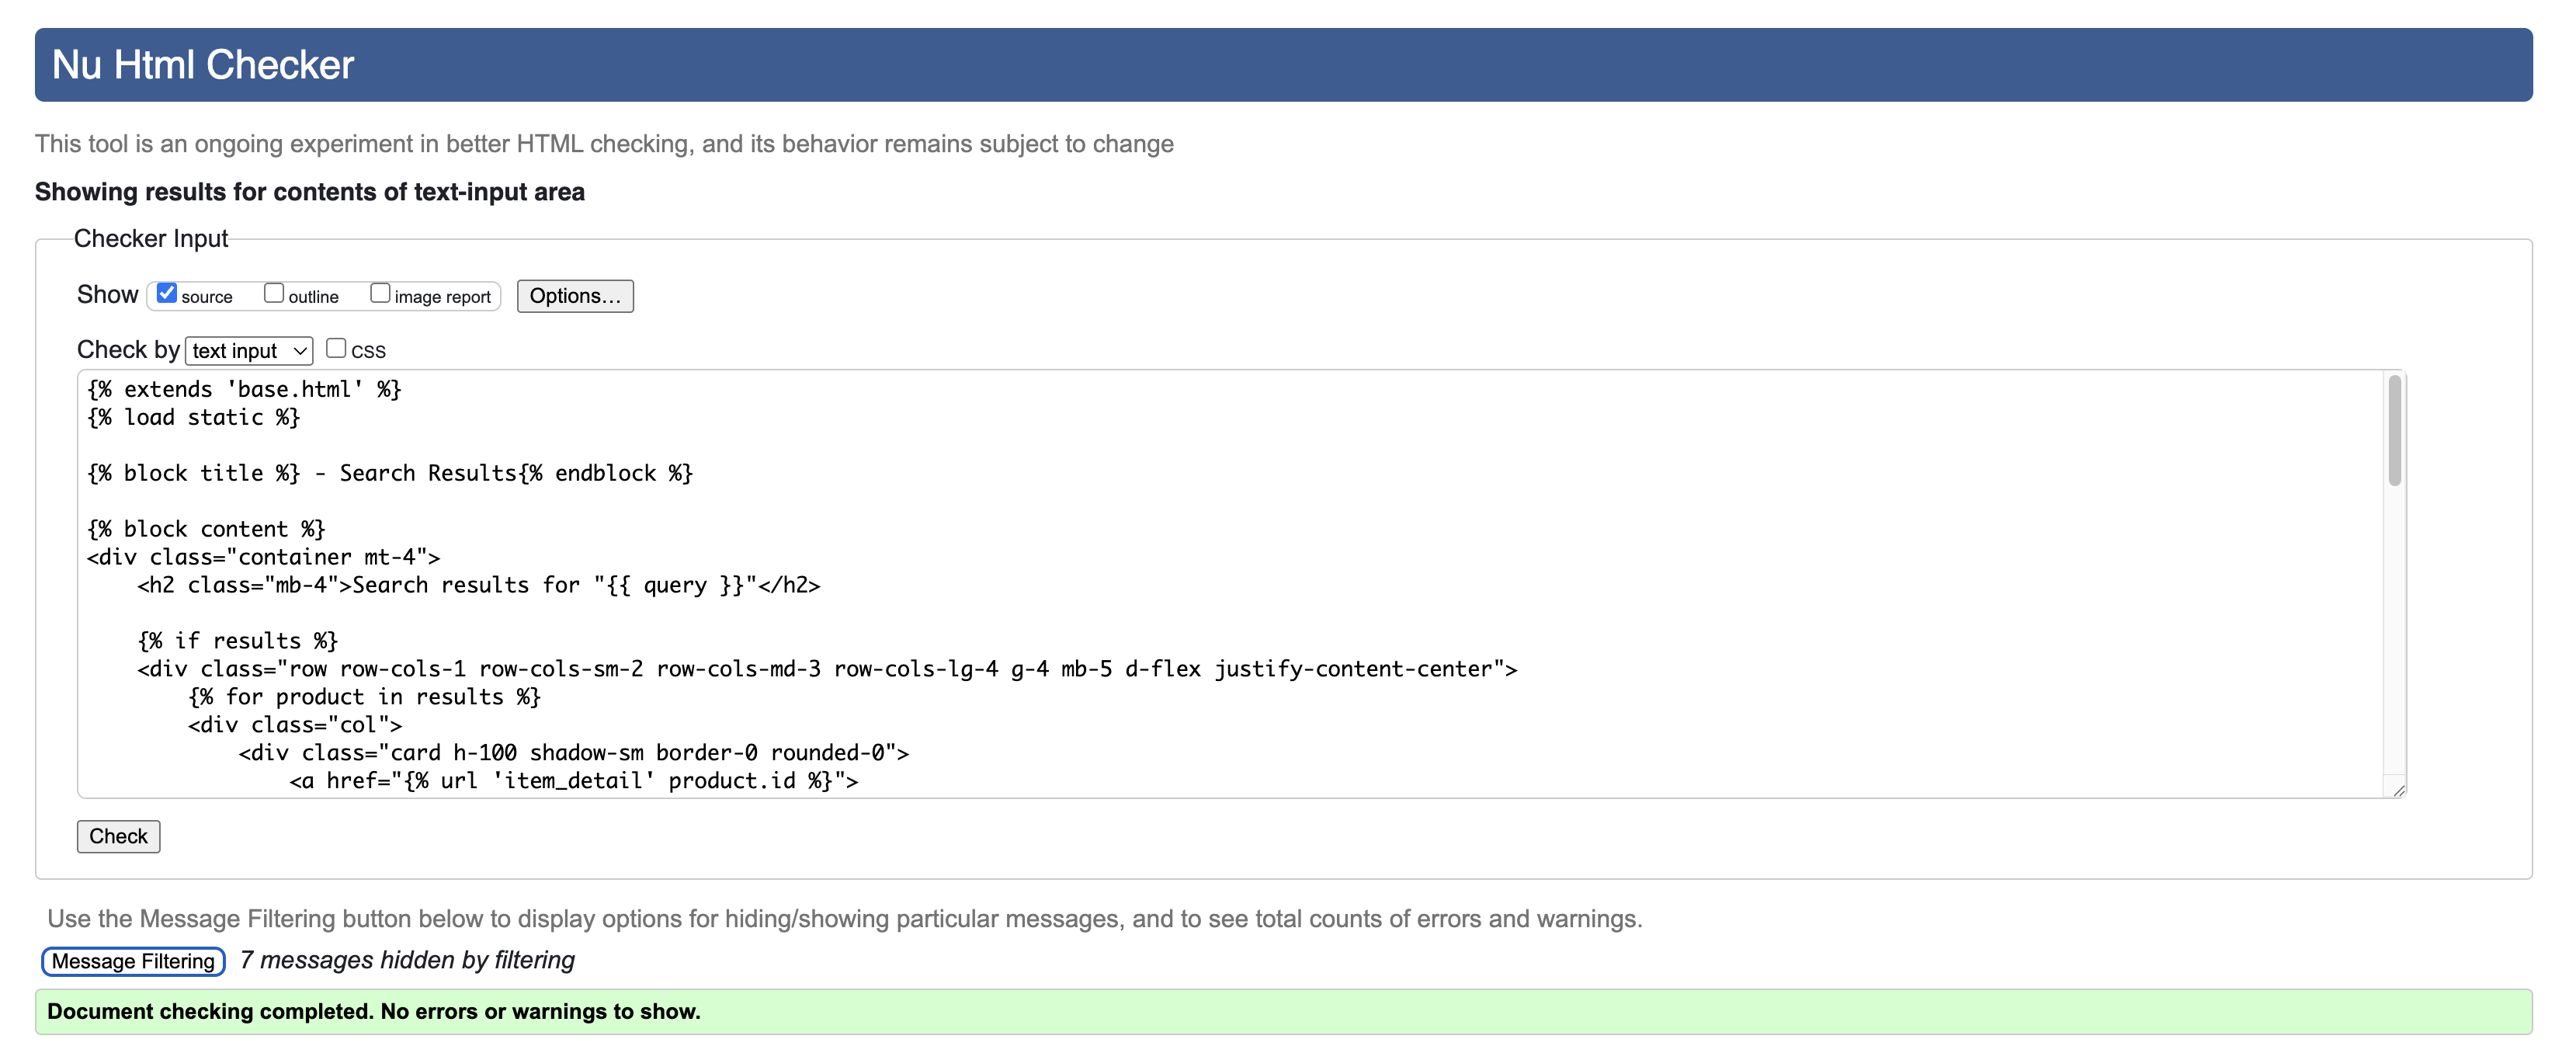 Nu Html Checker
This tool is an ongoing experiment in better HTML checking, and its behavior remains subject to change
Showing results for contents of text-input area
Checker Input
Show source outline image report Options...
Check by text input CSS
{% extends 'base.html' %}
{% load static %}
{% block title %} - Search Results{% endblock %}
{% block content %}
<div class="container mt-4">
    <h2 class="mb-4">Search results for "{{ query }}"</h2>
    {% if results %}
    <div class="row row-cols-1 row-cols-sm-2 row-cols-md-3 row-cols-lg-4 g-4 mb-5 d-flex justify-content-center">
        {% for product in results %}
        <div class="col">
            <div class="card h-100 shadow-sm border-0 rounded-0">
                <a href="{% url 'item_detail' product.id %}">
Check
Use the Message Filtering button below to display options for hiding/showing particular messages, and to see total counts of errors and warnings.
Message Filtering 7 messages hidden by filtering
Document checking completed. No errors or warnings to show.